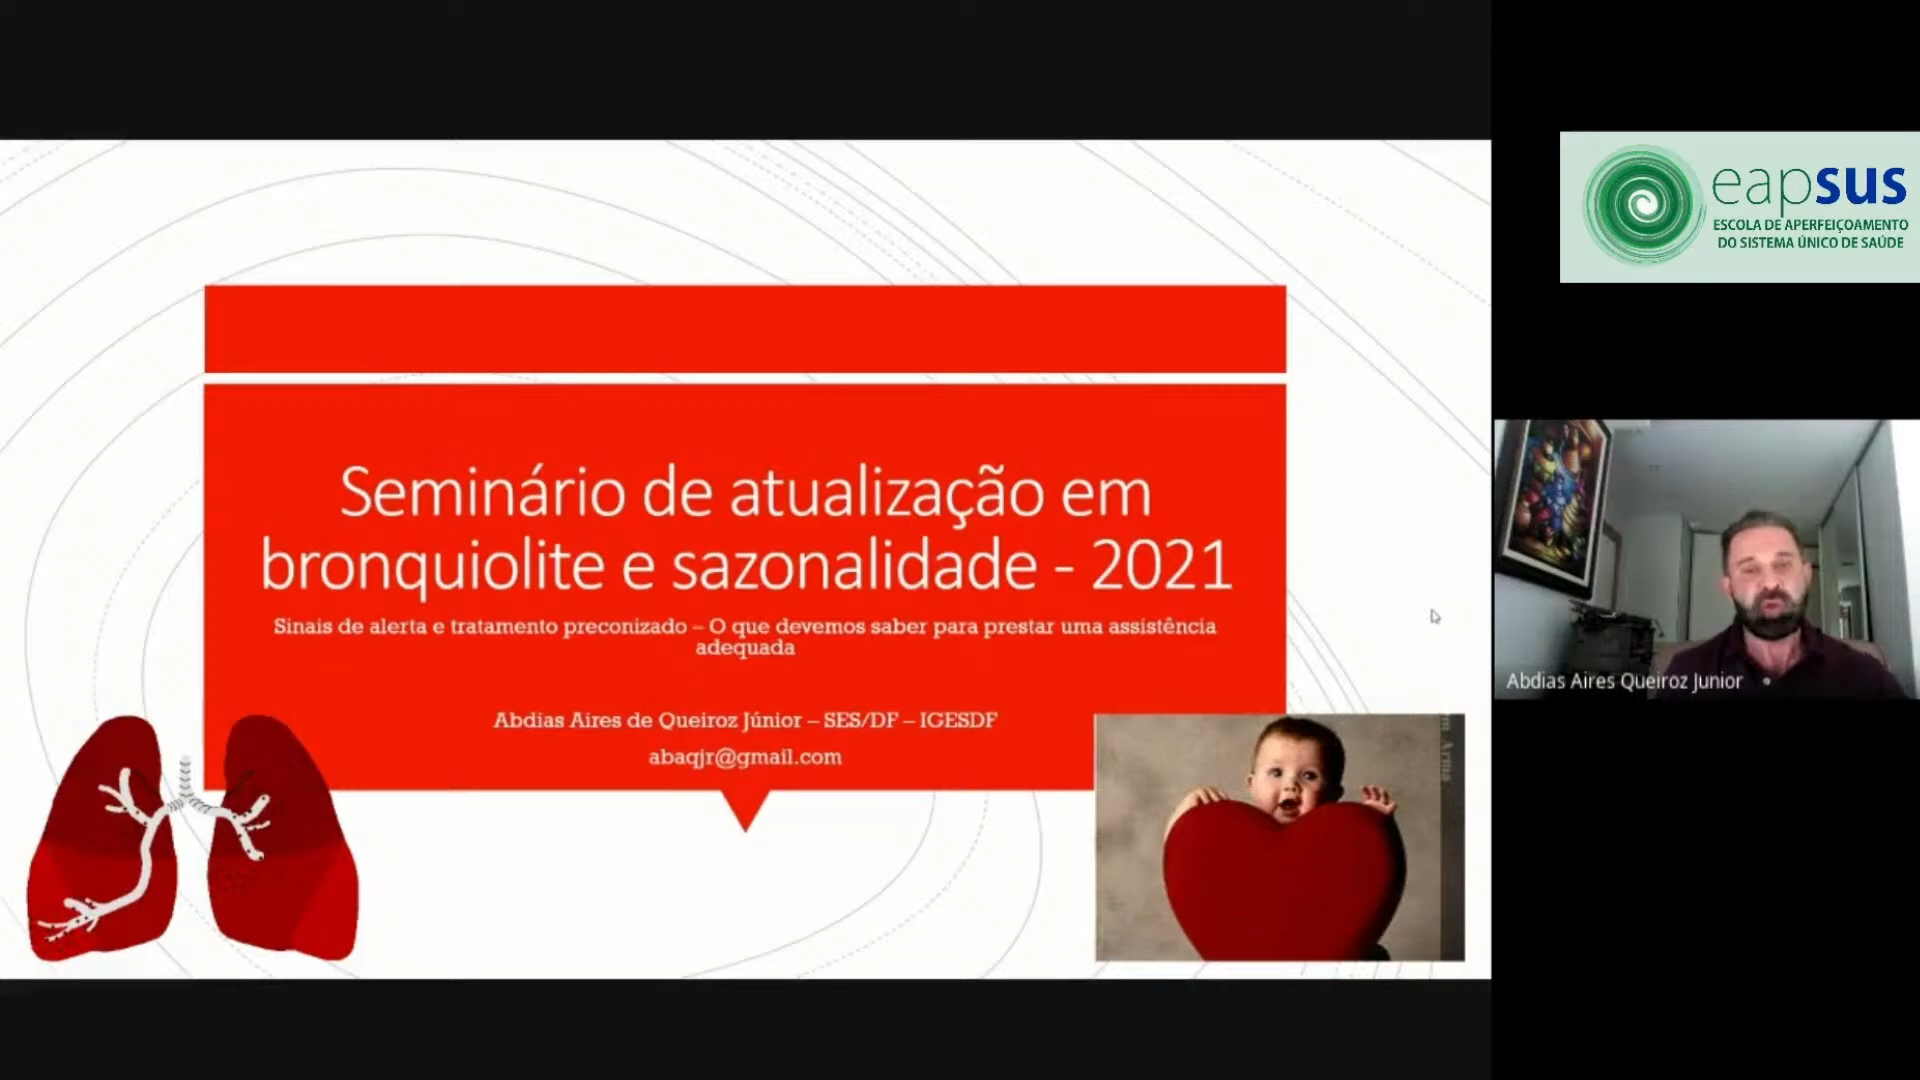 Seminário de atualização em
bronquiolite e sazonalidade - 2021
Sinais de alerta e tratamento preconizado – O que devemos saber para prestar uma assistência
adequada
Abdias Aires de Queiroz Júnior – SES/DF – IGESDF
abaqjr@gmail.com
eapsus
ESCOLA DE APERFEIÇOAMENTO
DO SISTEMA ÚNICO DE SAÚDE
Abdias Aires Queiroz Junior